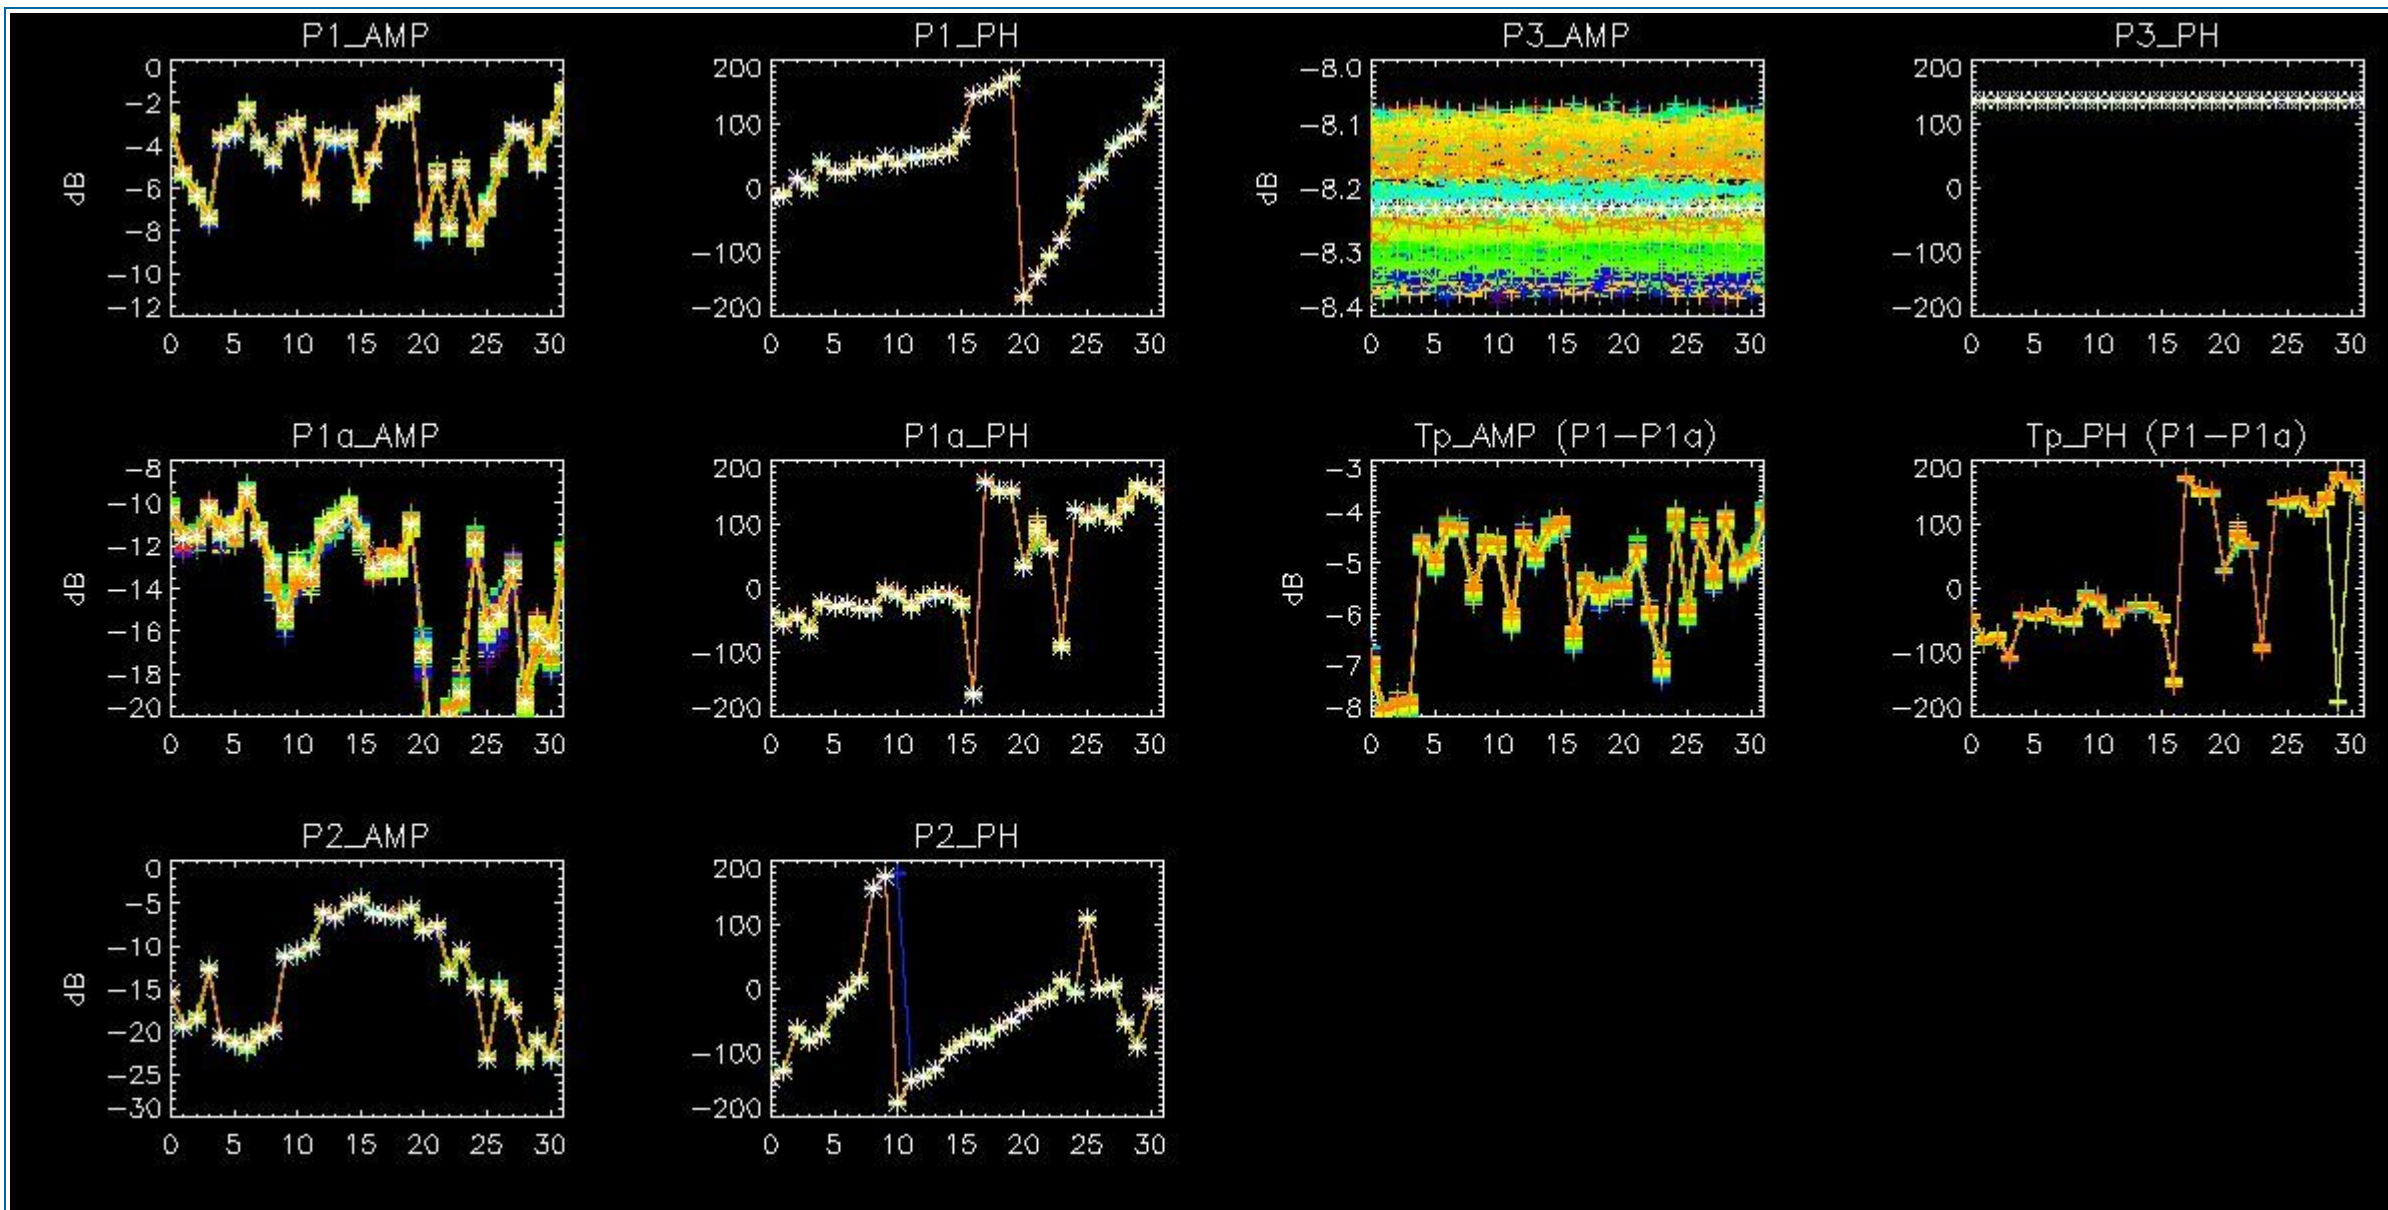 P1_AMP
0
−2
−4
−6
−8
−10
−12
dB
0 5 10 15 20 25 30
P1_PH
200
100
0
−100
−200
0 5 10 15 20 25 30
P3_AMP
−8.0
−8.1
−8.2
−8.3
−8.4
dB
0 5 10 15 20 25 30
P3_PH
200
100
0
−100
−200
0 5 10 15 20 25 30
P1a_AMP
−8
−10
−12
−14
−16
−18
−20
dB
0 5 10 15 20 25 30
P1a_PH
200
100
0
−100
−200
0 5 10 15 20 25 30
Tp_AMP (P1−P1a)
−3
−4
−5
−6
−7
−8
dB
0 5 10 15 20 25 30
Tp_PH (P1−P1a)
200
100
0
−100
−200
0 5 10 15 20 25 30
P2_AMP
0
−5
−10
−15
−20
−25
−30
dB
0 5 10 15 20 25 30
P2_PH
200
100
0
−100
−200
0 5 10 15 20 25 30